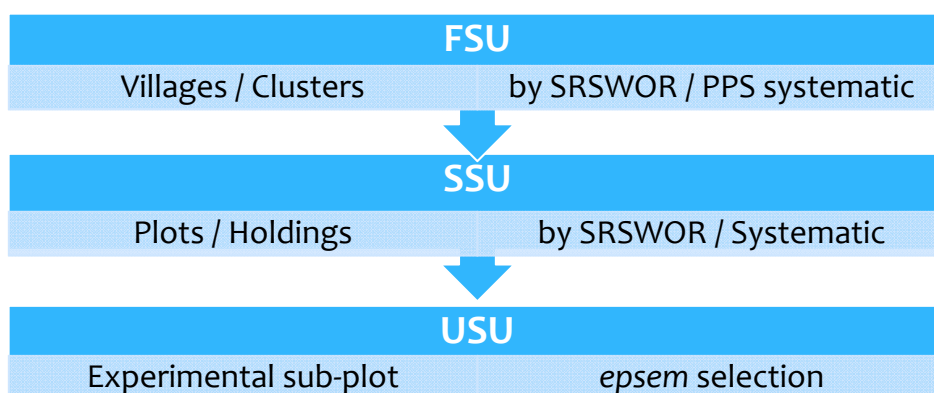 FSU
Villages / Clusters by SRSWOR / PPS systematic
SSU
Plots / Holdings by SRSWOR / Systematic
USU
Experimental sub-plot epsem selection